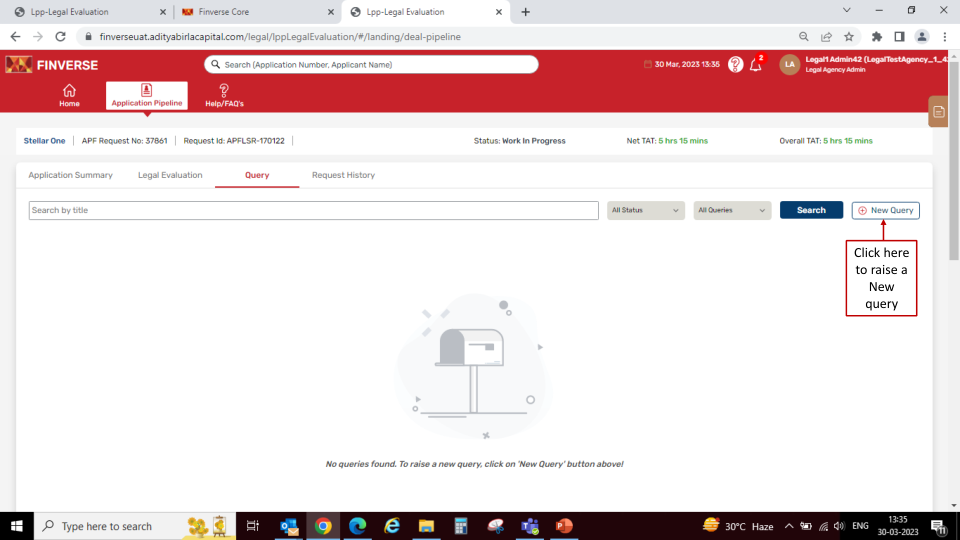 Lpp-Legal Evaluation
Finverse Core
Lpp-Legal Evaluation
finverseuat.adityabirlacapital.com/legal/lppLegalEvaluation/#/landing/deal-pipeline
FINVERSE
Search (Application Number, Applicant Name)
30 Mar, 2023 13:35
2
LA
Legal1 Admin42 (LegalTestAgency_1_4
Legal Agency Admin
Home
Application Pipeline
Help/FAQ's
Stellar One
APF Request No: 37861
Request Id: APFLSR-170122
Status: Work In Progress
Net TAT: 5 hrs 15 mins
Overall TAT: 5 hrs 15 mins
Application Summary
Legal Evaluation
Query
Request History
Search by title
All Status
All Queries
Search
New Query
Click here
to raise a
New
query
No queries found. To raise a new query, click on 'New Query' button above!
Type here to search
30°C Haze
ENG
13:35
30-03-2023